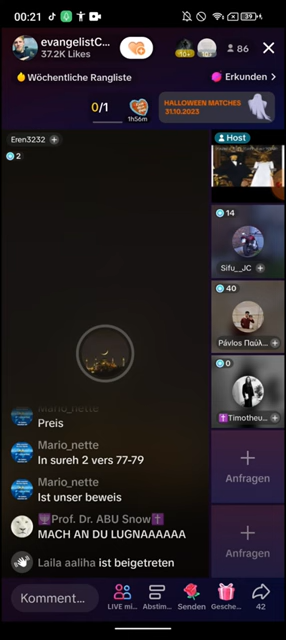 00:21
39
evangelistC...
37.2K Likes
10+
10+
86
Wöchentliche Rangliste
Erkunden >
0/1
1h56m
HALLOWEEN MATCHES
31.10.2023
Eren3232 +
2
Host
14
Sifu__JC +
40
Pávlos Παύλ... +
0
✝️Timotheu... +
+
Anfragen
+
Anfragen
Mario_nette
Preis
Mario_nette
In sureh 2 vers 77-79
Mario_nette
Ist unser beweis
Prof. Dr. ABU Snow✝️
MACH AN DU LUGNAAAAAA
Laila aaliha ist beigetreten
Komment...
LIVE mi...
Abstim...
Senden
Gesche...
42